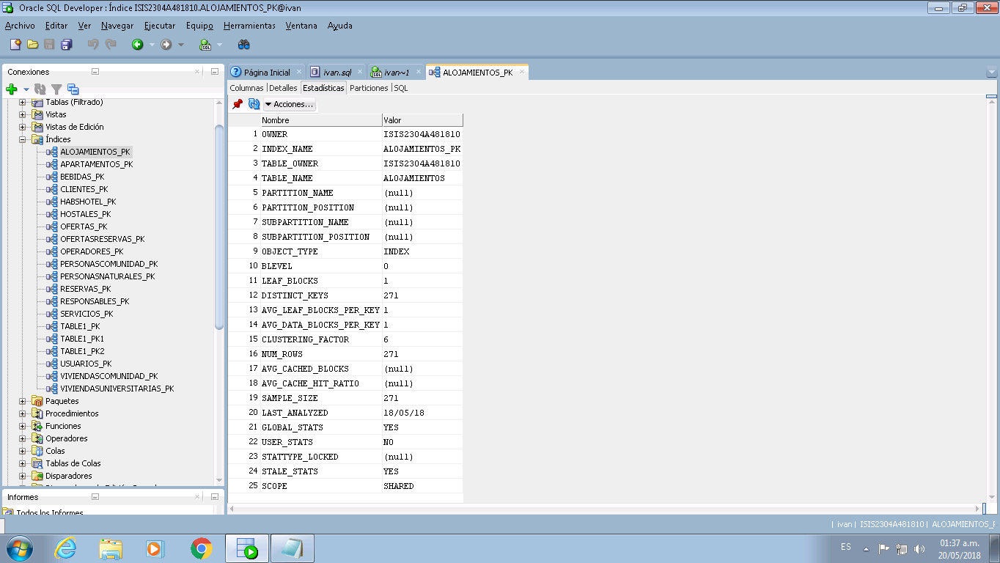 Oracle SQL Developer : Índice ISIS2304A481810.ALOJAMIENTOS_PK@ivan
Archivo Editar Ver Navegar Ejecutar Equipo Herramientas Ventana Ayuda
SQL
Conexiones
Tablas (Filtrado)
Vistas
Vistas de Edición
Índices
ALOJAMIENTOS_PK
APARTAMENTOS_PK
BEBIDAS_PK
CLIENTES_PK
HABSHOTEL_PK
HOSTALES_PK
OFERTAS_PK
OFERTASRESERVAS_PK
OPERADORES_PK
PERSONASCOMUNIDAD_PK
PERSONASNATURALES_PK
RESERVAS_PK
RESPONSABLES_PK
SERVICIOS_PK
TABLE1_PK
TABLE1_PK1
TABLE1_PK2
USUARIOS_PK
VIVIENDASCOMUNIDAD_PK
VIVIENDASUNIVERSITARIAS_PK
Paquetes
Procedimientos
Funciones
Operadores
Colas
Tablas de Colas
Disparadores
Informes
Todos los Informes
Página Inicial ivan.sql ivan~1 ALOJAMIENTOS_PK
Columnas Detalles Estadísticas Particiones SQL
Acciones...
Nombre Valor
1 OWNER ISIS2304A481810
2 INDEX_NAME ALOJAMIENTOS_PK
3 TABLE_OWNER ISIS2304A481810
4 TABLE_NAME ALOJAMIENTOS
5 PARTITION_NAME (null)
6 PARTITION_POSITION (null)
7 SUBPARTITION_NAME (null)
8 SUBPARTITION_POSITION (null)
9 OBJECT_TYPE INDEX
10 BLEVEL 0
11 LEAF_BLOCKS 1
12 DISTINCT_KEYS 271
13 AVG_LEAF_BLOCKS_PER_KEY 1
14 AVG_DATA_BLOCKS_PER_KEY 1
15 CLUSTERING_FACTOR 6
16 NUM_ROWS 271
17 AVG_CACHED_BLOCKS (null)
18 AVG_CACHE_HIT_RATIO (null)
19 SAMPLE_SIZE 271
20 LAST_ANALYZED 18/05/18
21 GLOBAL_STATS YES
22 USER_STATS NO
23 STATTYPE_LOCKED (null)
24 STALE_STATS YES
25 SCOPE SHARED
| ivan | ISIS2304A481810 | ALOJAMIENTOS_F
ES
01:37 a.m.
20/05/2018